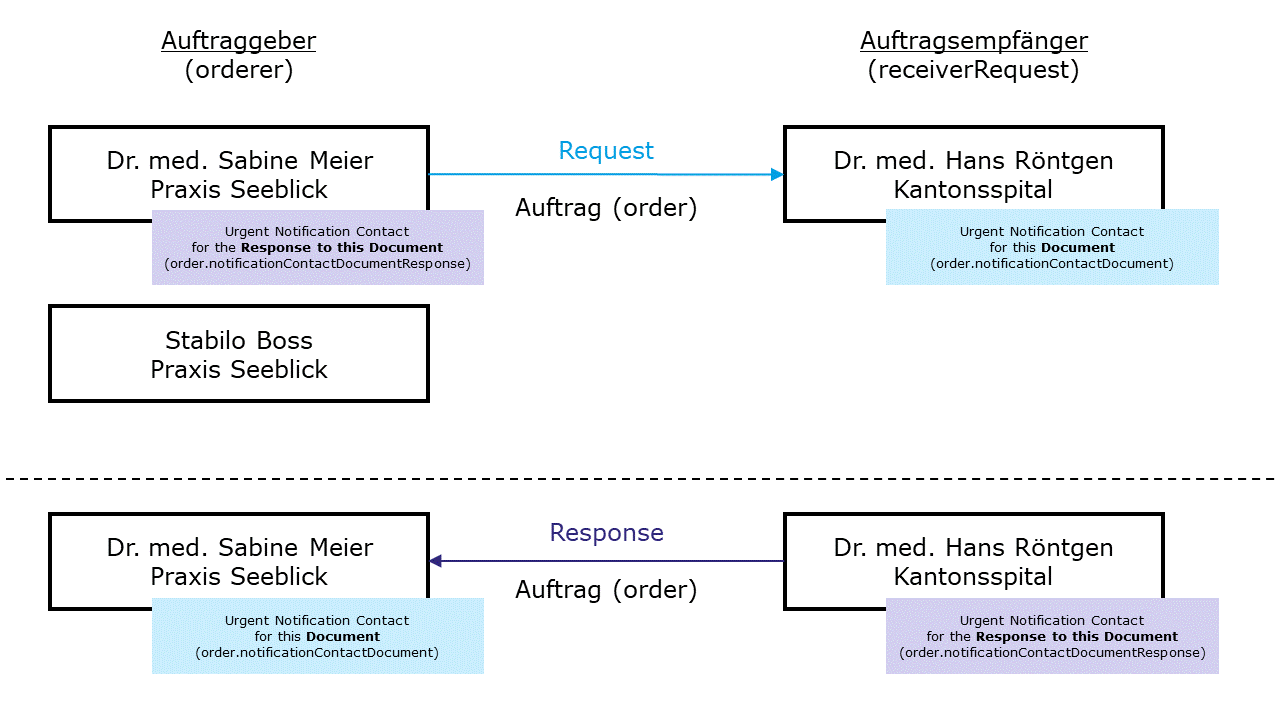 Auftraggeber
(orderer)
Auftragsempfänger
(receiverRequest)
Dr. med. Sabine Meier
Praxis Seeblick
Request
Auftrag (order)
Dr. med. Hans Röntgen
Kantonsspital
Urgent Notification Contact
for the Response to this Document
(order.notificationContactDocumentResponse)
Urgent Notification Contact
for this Document
(order.notificationContactDocument)
Stabilo Boss
Praxis Seeblick
Dr. med. Sabine Meier
Praxis Seeblick
Response
Auftrag (order)
Dr. med. Hans Röntgen
Kantonsspital
Urgent Notification Contact
for this Document
(order.notificationContactDocument)
Urgent Notification Contact
for the Response to this Document
(order.notificationContactDocumentResponse)